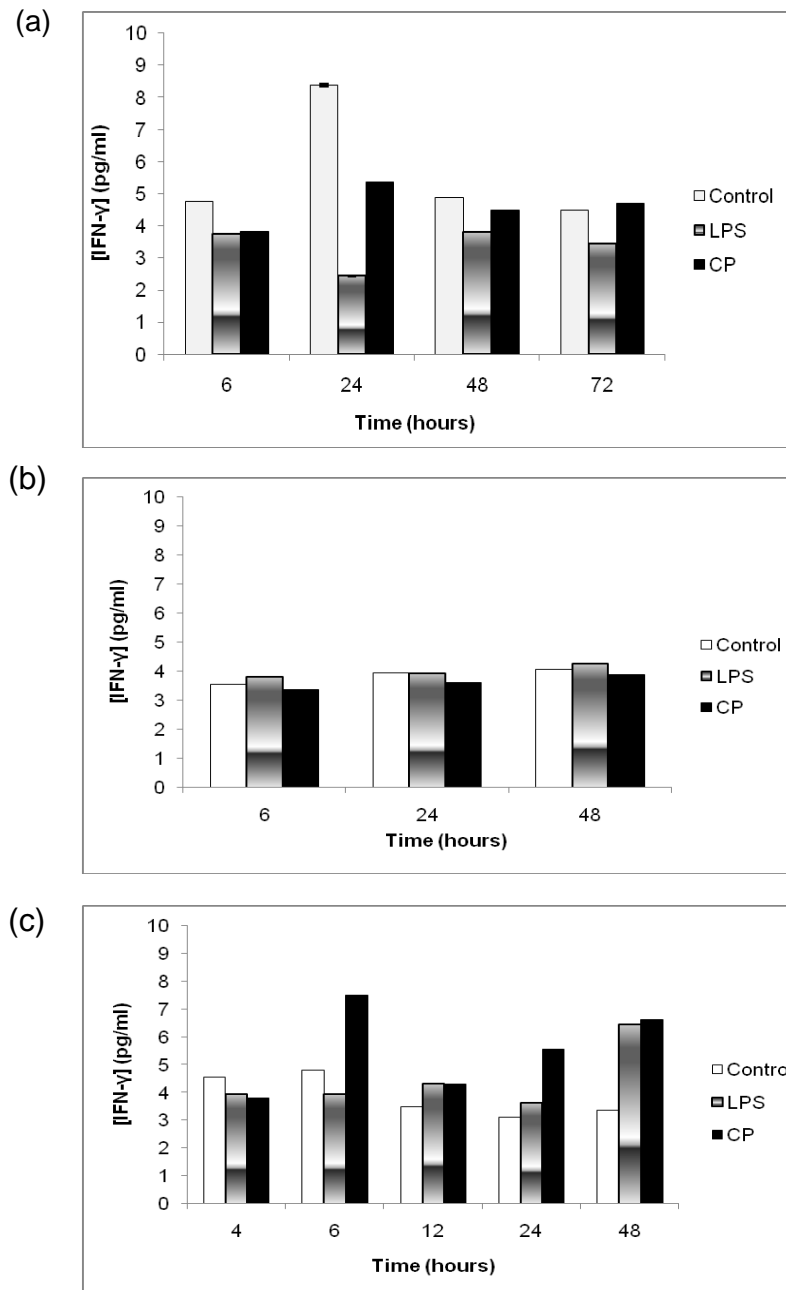 (a)
10
9
8
7
6
5
4
3
2
1
0
[IFN-γ] (pg/ml)
6 24 48 72
Time (hours)
Control
LPS
CP
(b)
10
9
8
7
6
5
4
3
2
1
0
[IFN-γ] (pg/ml)
6 24 48
Time (hours)
Control
LPS
CP
(c)
10
9
8
7
6
5
4
3
2
1
0
[IFN-γ] (pg/ml)
4 6 12 24 48
Time (hours)
Control
LPS
CP